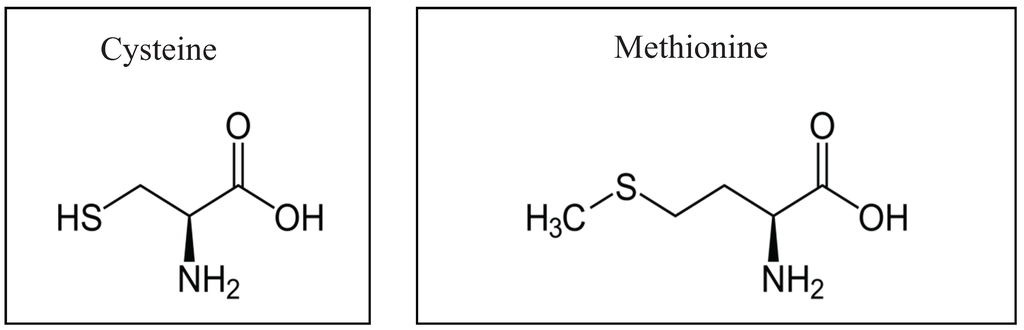 Cysteine
O
HS
OH
NH₂
Methionine
O
S
H₃C
OH
NH₂